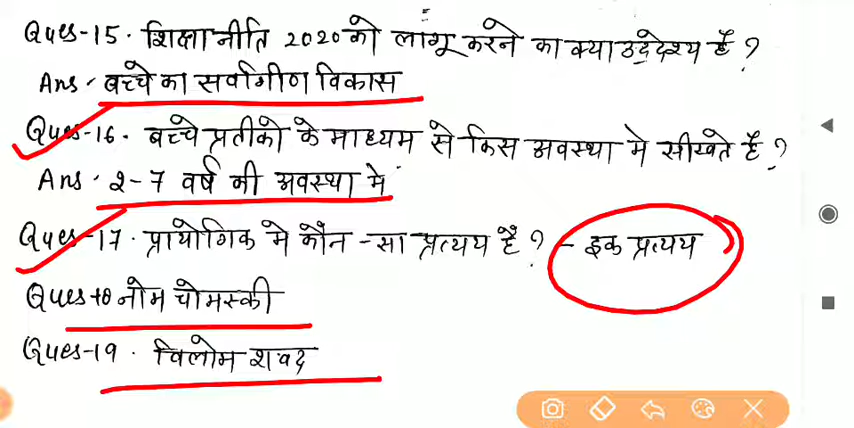 Ques-15. शिक्षा नीति 2020 को लागू करने का क्या उद्देश्य है ?
Ans. बच्चे का सर्वागीण विकास
Ques-16. बच्चे प्रतीको के माध्यम से किस अवस्था मे सीखते है ?
Ans. 2-7 वर्ष की अवस्था मे
Ques-17. प्रायोगिक मे कौन-सा प्रत्यय है ? - इक प्रत्यय
Ques-18 नोम चोमस्की
Ques-19. विलोम शवद